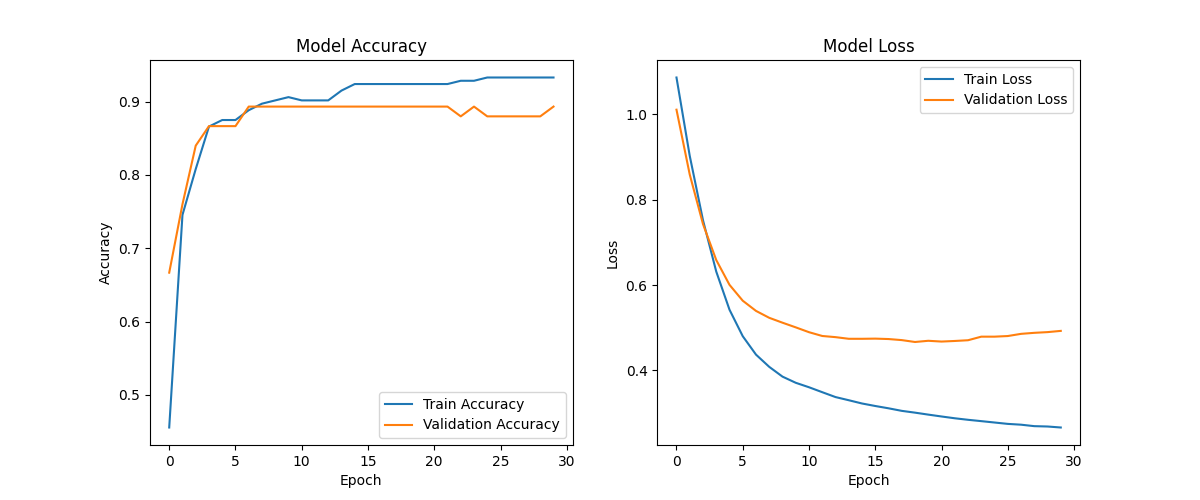 Model Accuracy
Accuracy
0.9
0.8
0.7
0.6
0.5
Train Accuracy
Validation Accuracy
0 5 10 15 20 25 30
Epoch
Model Loss
Loss
1.0
0.8
0.6
0.4
Train Loss
Validation Loss
0 5 10 15 20 25 30
Epoch